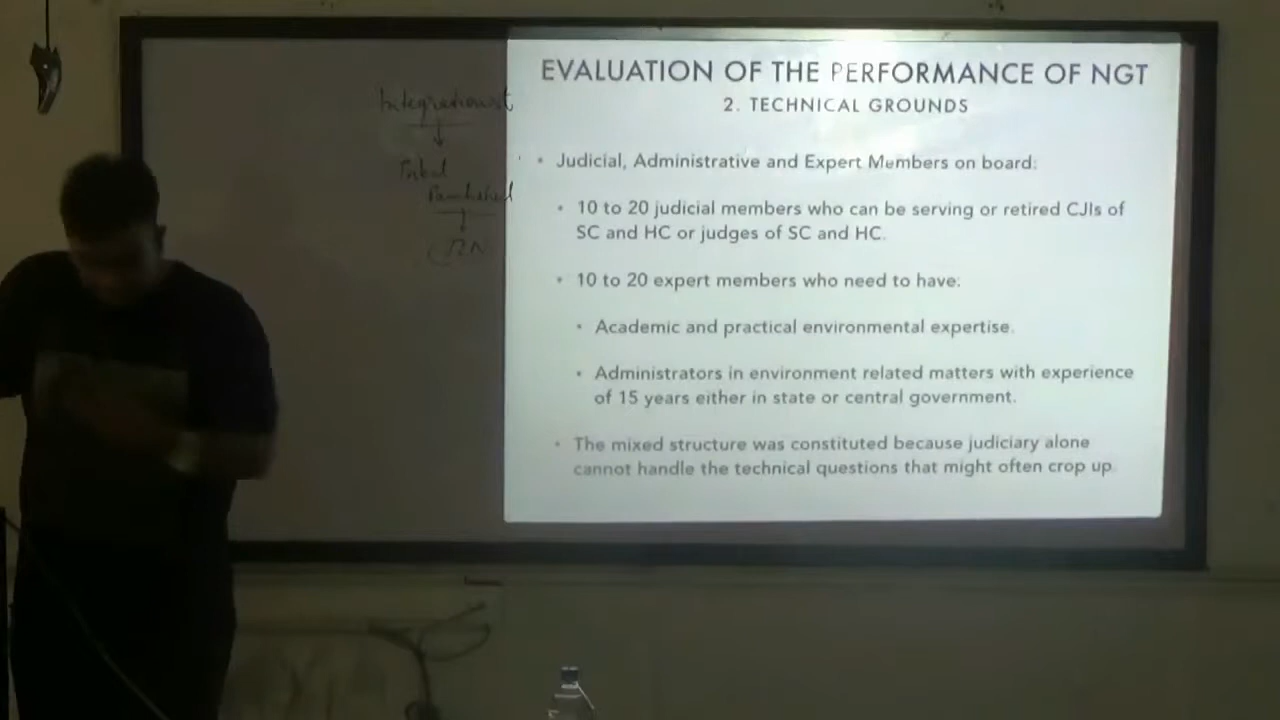 EVALUATION OF THE PERFORMANCE OF NGT
2. TECHNICAL GROUNDS
• Judicial, Administrative and Expert Members on board:
• 10 to 20 judicial members who can be serving or retired CJIs of
SC and HC or judges of SC and HC.
• 10 to 20 expert members who need to have:
• Academic and practical environmental expertise.
• Administrators in environment related matters with experience
of 15 years either in state or central government.
• The mixed structure was constituted because judiciary alone
cannot handle the technical questions that might often crop up
Integrationist
Tribal